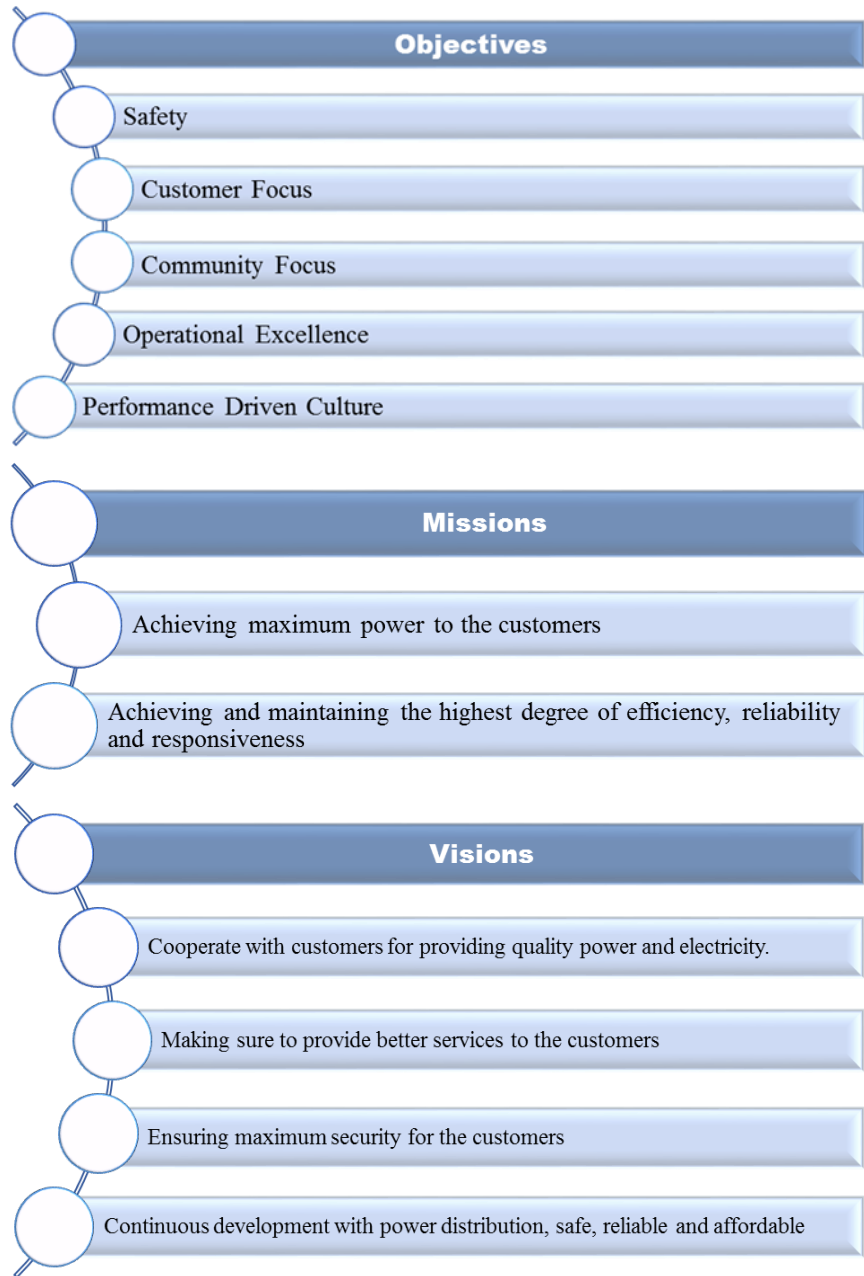 Objectives
Safety
Customer Focus
Community Focus
Operational Excellence
Performance Driven Culture
Missions
Achieving maximum power to the customers
Achieving and maintaining the highest degree of efficiency, reliability
and responsiveness
Visions
Cooperate with customers for providing quality power and electricity.
Making sure to provide better services to the customers
Ensuring maximum security for the customers
Continuous development with power distribution, safe, reliable and affordable